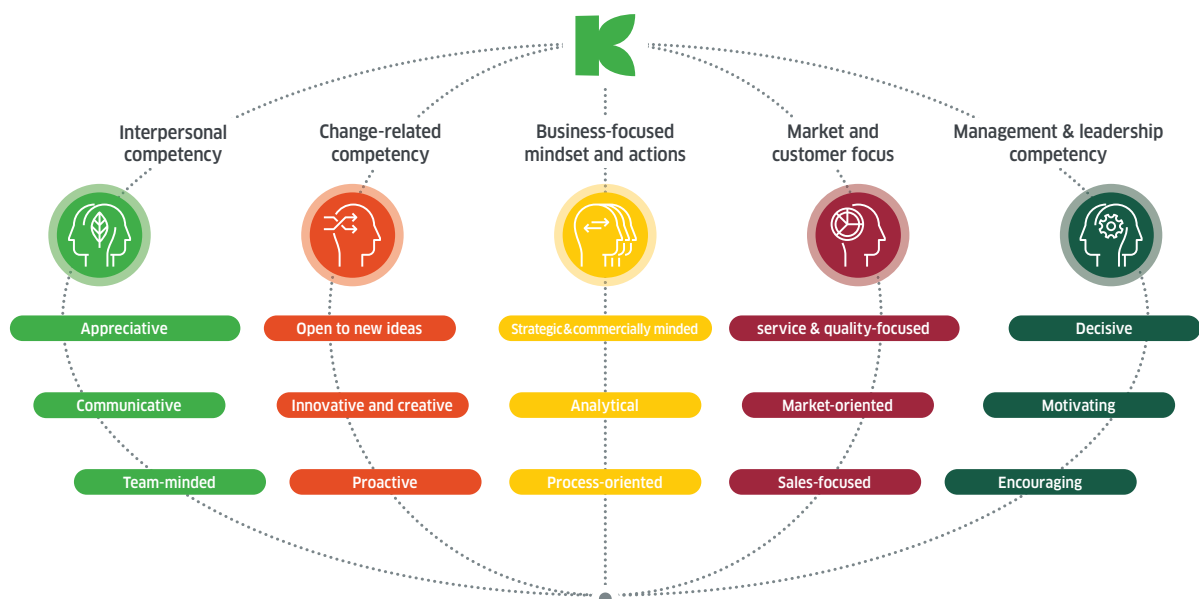 K
Interpersonal
competency
Change-related
competency
Business-focused
mindset and actions
Market and
customer focus
Management & leadership
competency
Appreciative
Open to new ideas
Strategic & commercially minded
service & quality-focused
Decisive
Communicative
Innovative and creative
Analytical
Market-oriented
Motivating
Team-minded
Proactive
Process-oriented
Sales-focused
Encouraging